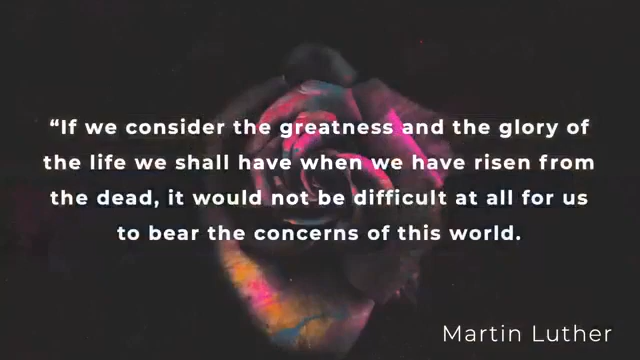 “If we consider the greatness and the glory of
the life we shall have when we have risen from
the dead, it would not be difficult at all for us
to bear the concerns of this world.
Martin Luther